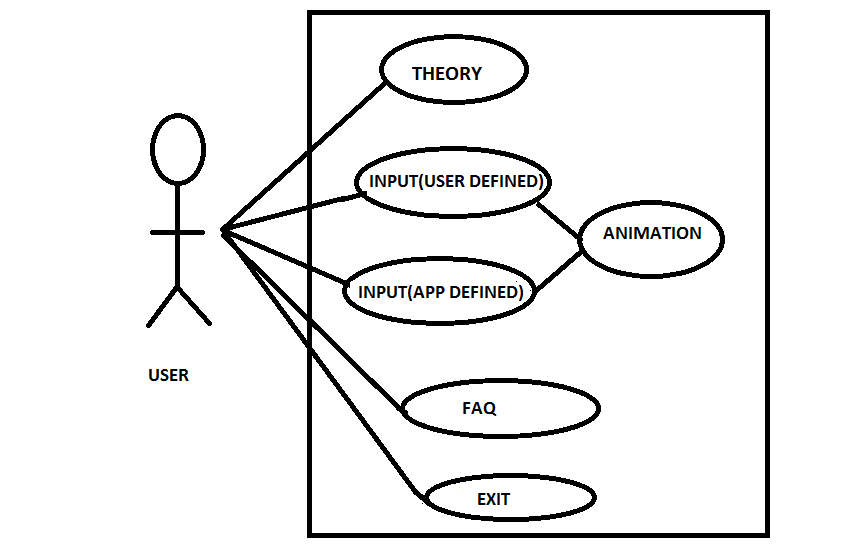 THEORY
INPUT(USER DEFINED)
ANIMATION
INPUT(APP DEFINED)
USER
FAQ
EXIT